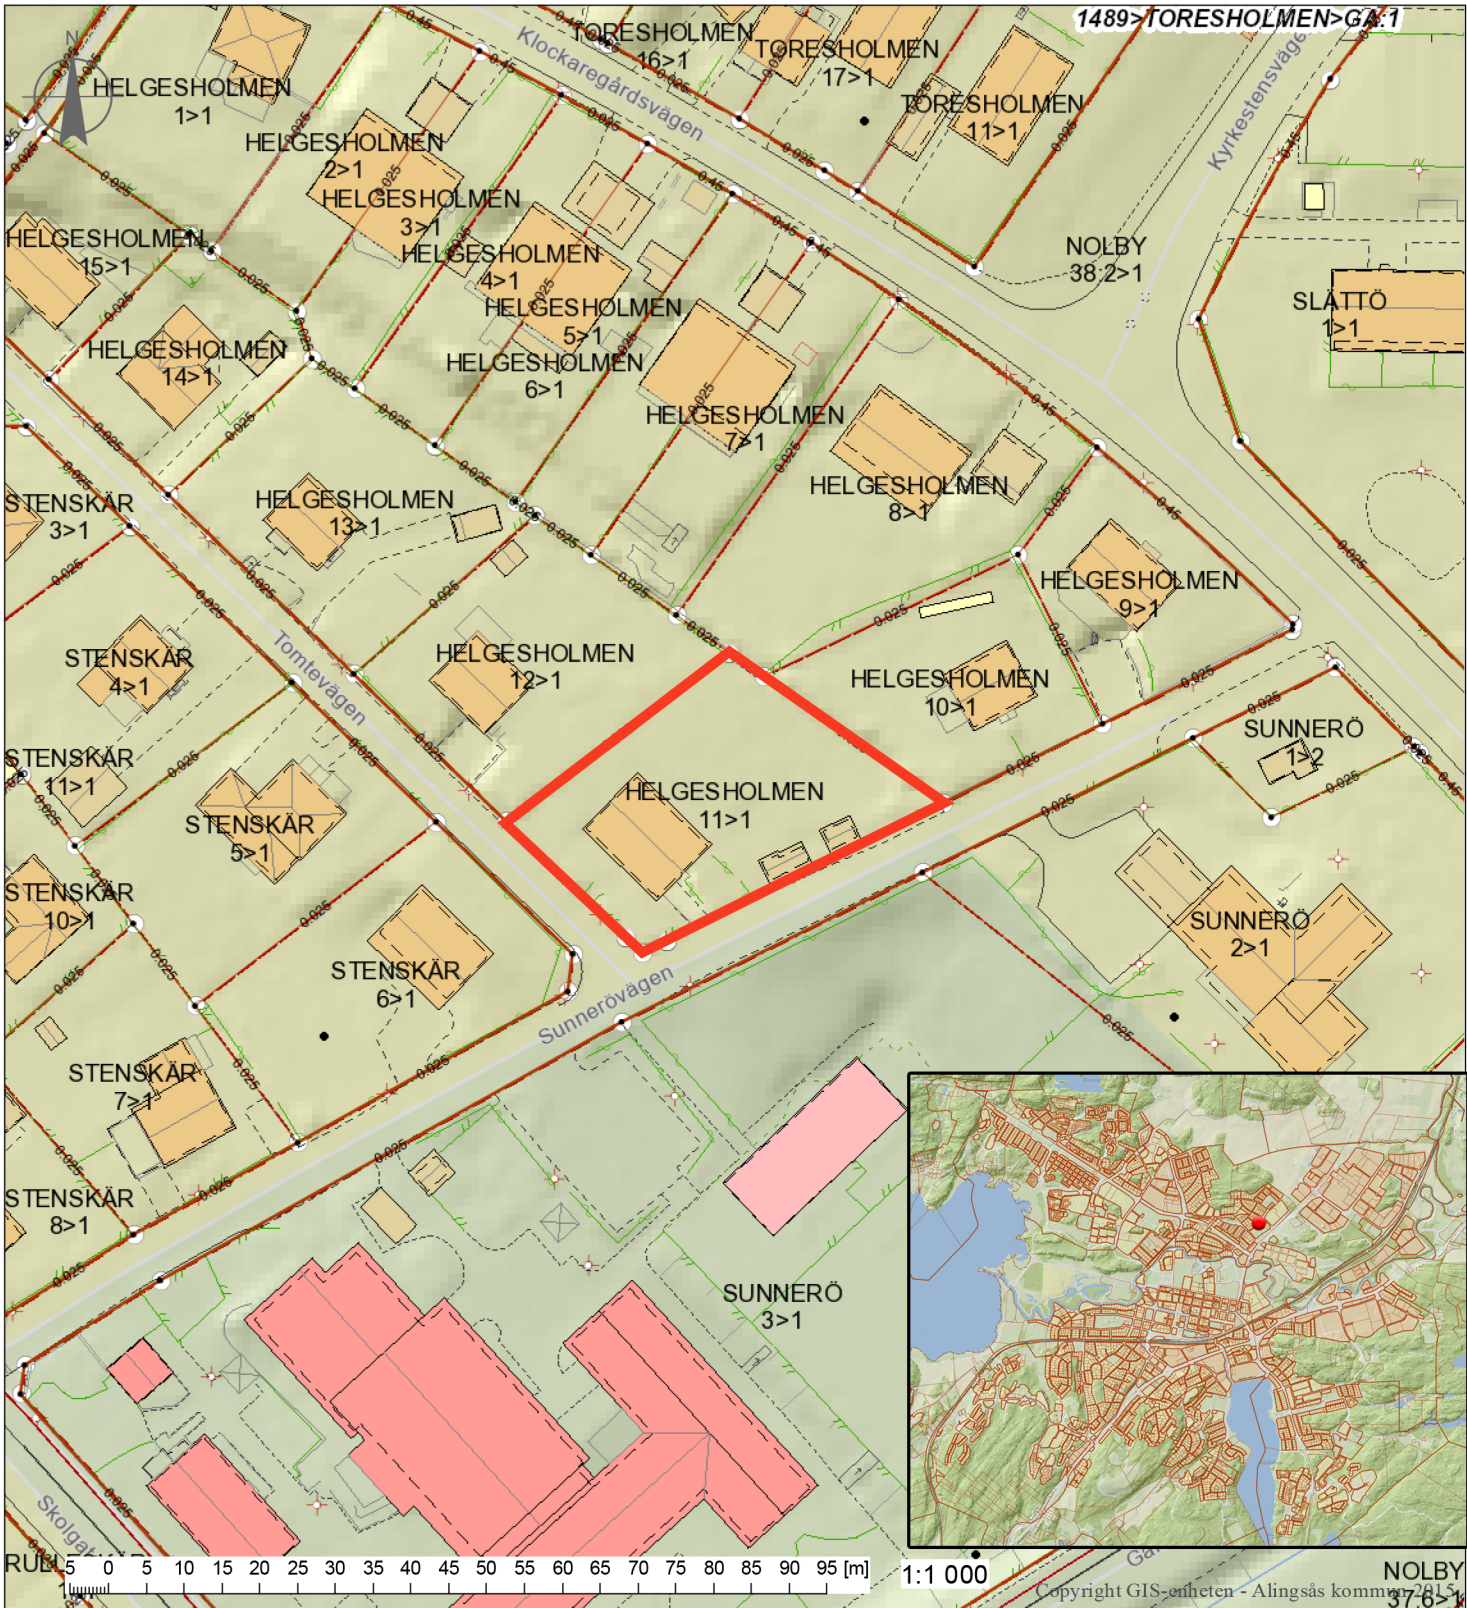 1489>TORESHOLMEN>GA:1
N
Klockaregårdsvägen
TORESHOLMEN
16>1
TORESHOLMEN
17>1
TORESHOLMEN
11>1
HELGESHOLMEN
1>1
HELGESHOLMEN
2>1
HELGESHOLMEN
3>1
HELGESHOLMEN
4>1
HELGESHOLMEN
5>1
HELGESHOLMEN
6>1
HELGESHOLMEN
7>1
HELGESHOLMEN
8>1
HELGESHOLMEN
9>1
HELGESHOLMEN
10>1
HELGESHOLMEN
11>1
HELGESHOLMEN
12>1
HELGESHOLMEN
13>1
HELGESHOLMEN
14>1
HELGESHOLMEN
15>1
NOLBY
38:2>1
SLÄTTÖ
1>1
STENSKÄR
3>1
STENSKÄR
4>1
STENSKÄR
11>1
STENSKÄR
5>1
STENSKÄR
10>1
STENSKÄR
6>1
STENSKÄR
7>1
STENSKÄR
8>1
Tomtevägen
Sunnerövägen
SUNNERÖ
1>2
SUNNERÖ
2>1
SUNNERÖ
3>1
0.45
0.025
5 0 5 10 15 20 25 30 35 40 45 50 55 60 65 70 75 80 85 90 95 [m]
1:1 000
NOLBY
37:6>1
Copyright GIS-enheten - Alingsås kommun 2015